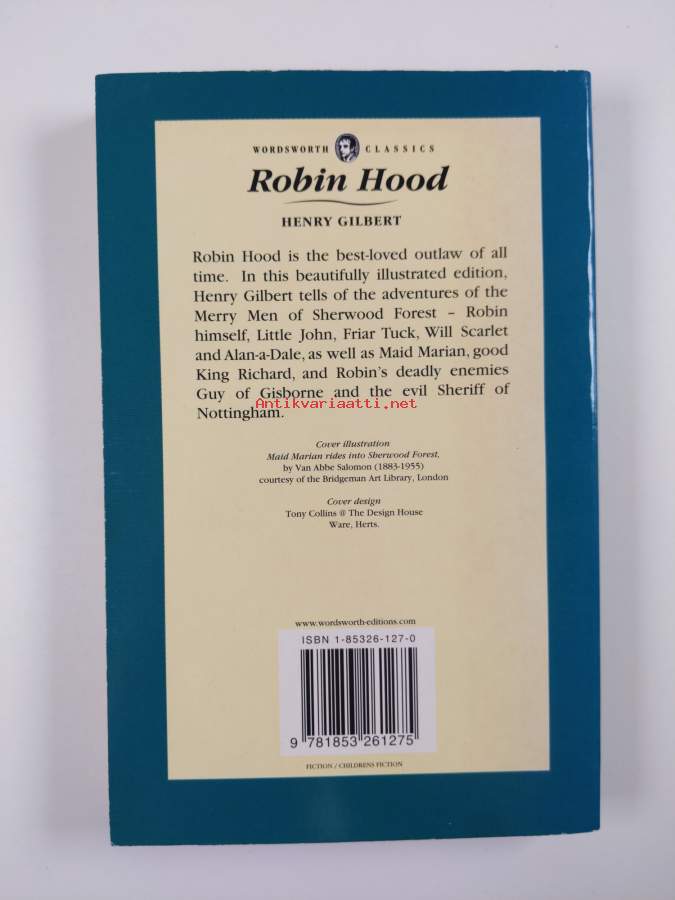 WORDSWORTH CLASSICS
Robin Hood
HENRY GILBERT
Robin Hood is the best-loved outlaw of all
time. In this beautifully illustrated edition,
Henry Gilbert tells of the adventures of the
Merry Men of Sherwood Forest – Robin
himself, Little John, Friar Tuck, Will Scarlet
and Alan-a-Dale, as well as Maid Marian, good
King Richard, and Robin's deadly enemies
Guy of Gisborne and the evil Sheriff of
Antikvariaatti.net
Nottingham.
Cover illustration
Maid Marian rides into Sherwood Forest,
by Van Abbe Salomon (1883-1955)
courtesy of the Bridgeman Art Library, London
Cover design
Tony Collins @ The Design House
Ware, Herts.
www.wordsworth-editions.com
ISBN 1-85326-127-0
9 781853 261275
FICTION / CHILDRENS FICTION